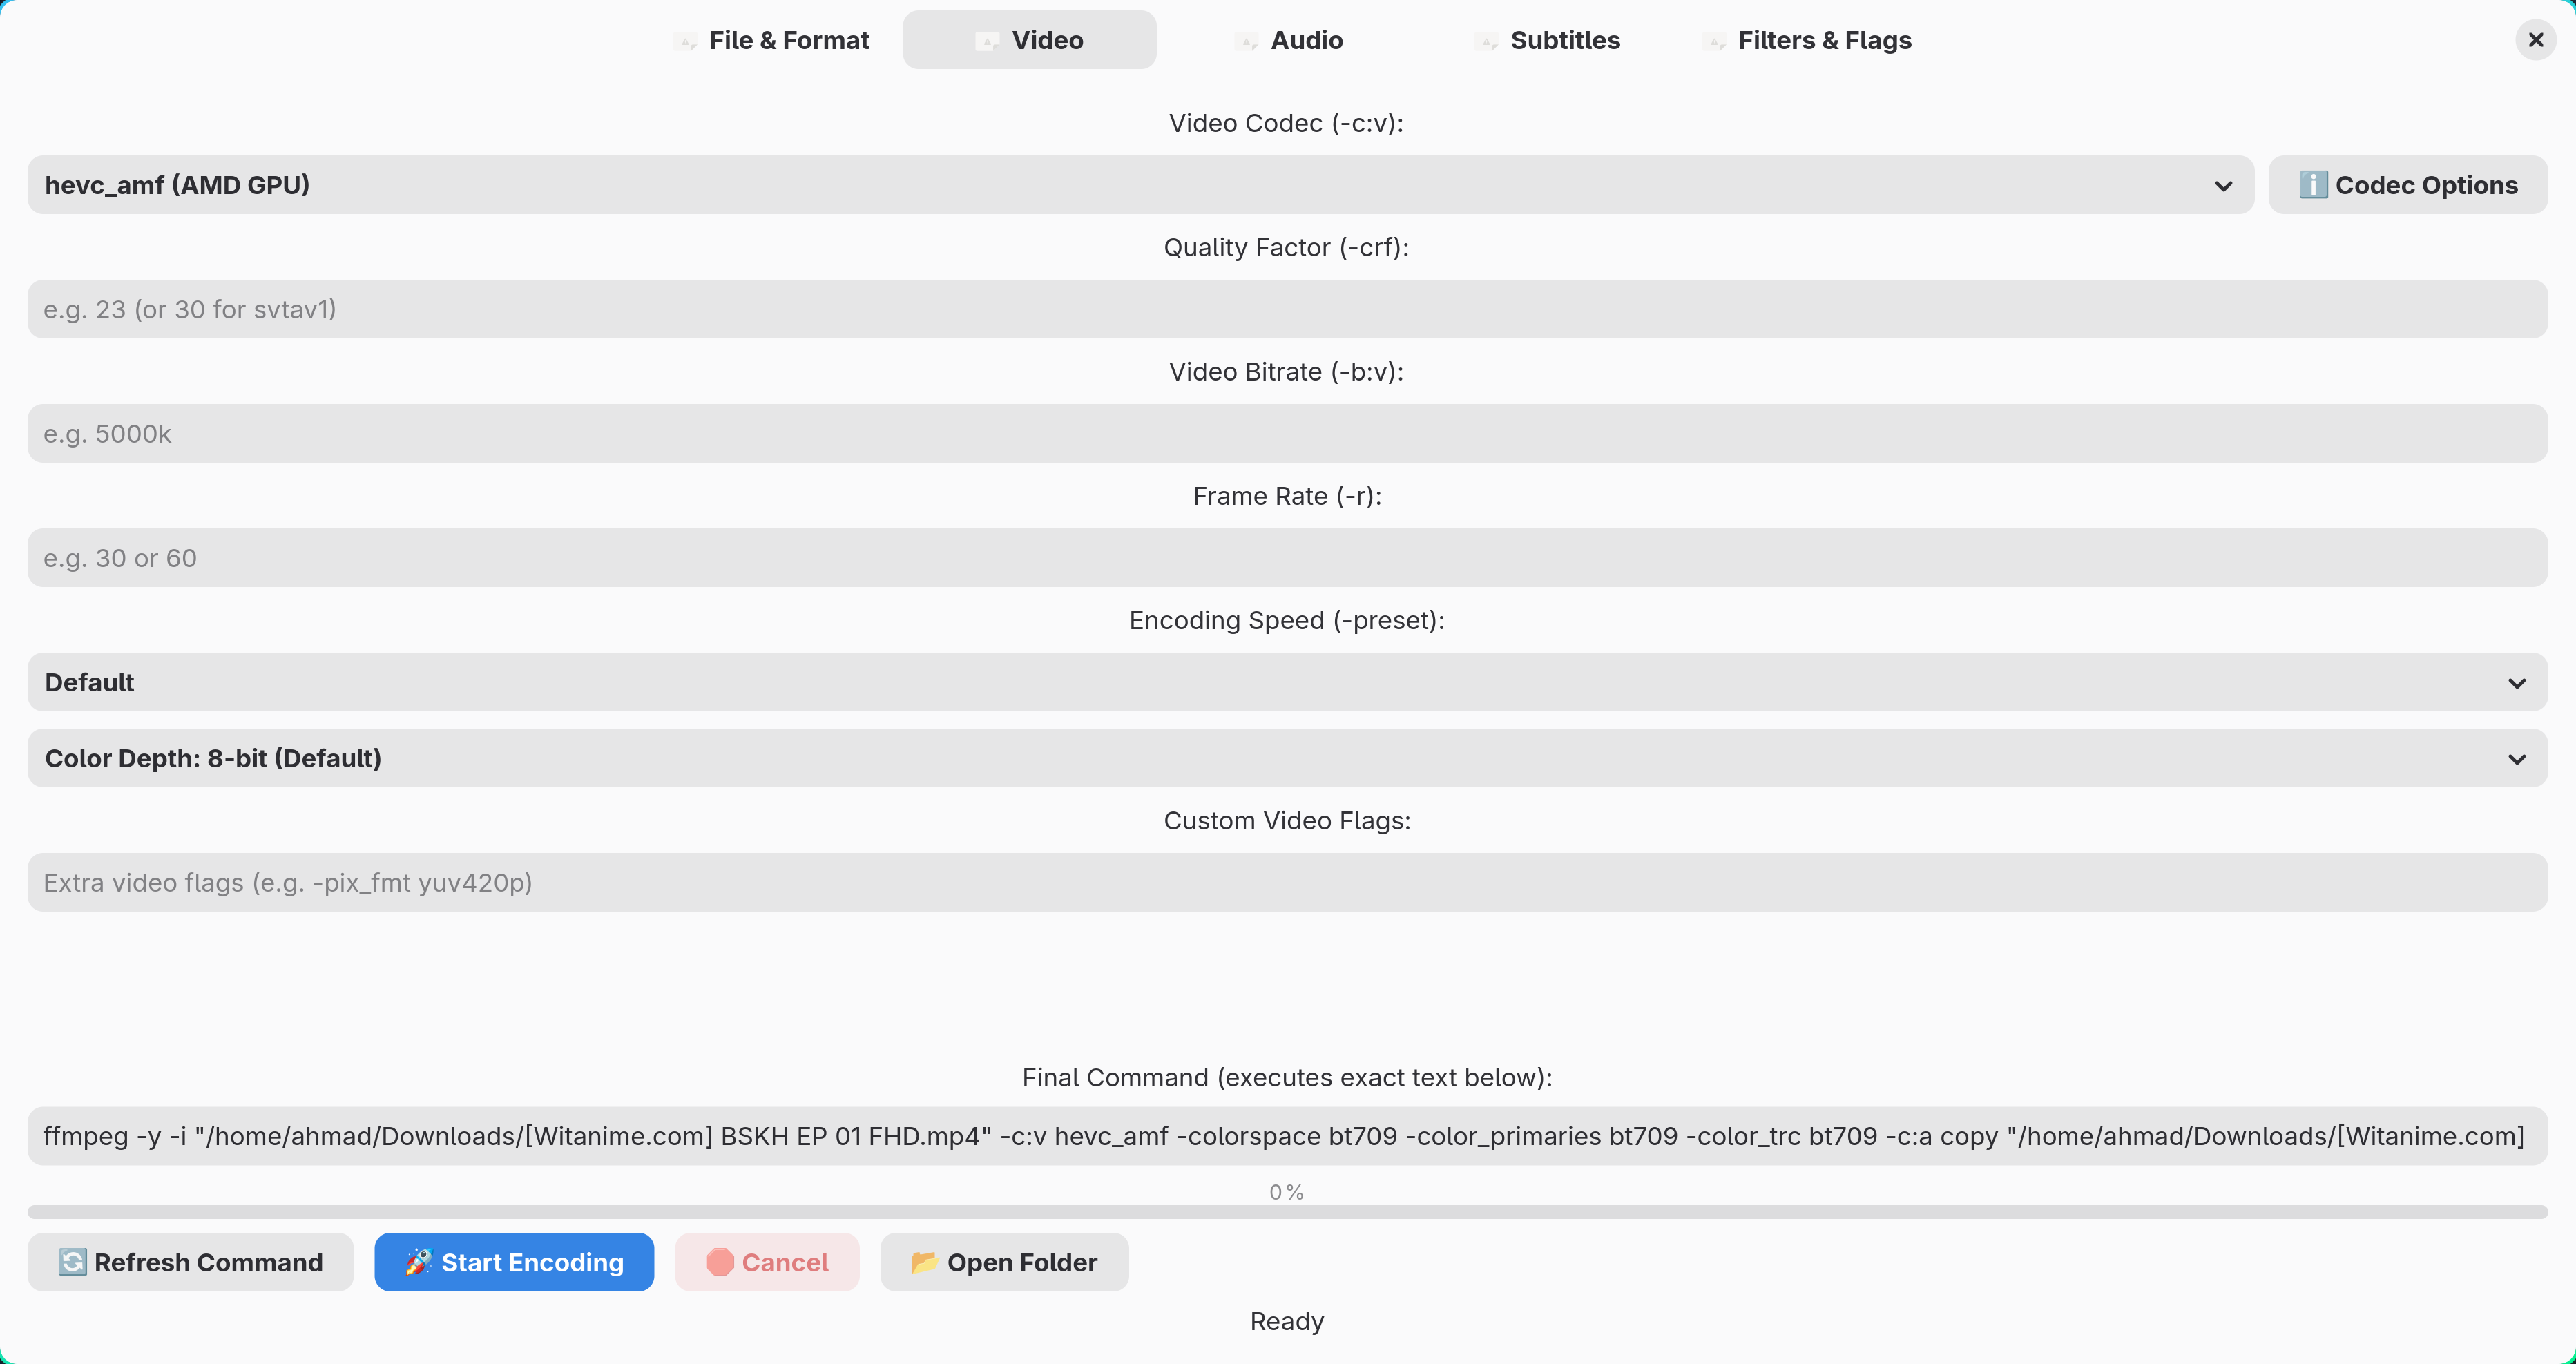 File & Format Video Audio Subtitles Filters & Flags
Video Codec (-c:v):
hevc_amf (AMD GPU)
Codec Options
Quality Factor (-crf):
e.g. 23 (or 30 for svtav1)
Video Bitrate (-b:v):
e.g. 5000k
Frame Rate (-r):
e.g. 30 or 60
Encoding Speed (-preset):
Default
Color Depth: 8-bit (Default)
Custom Video Flags:
Extra video flags (e.g. -pix_fmt yuv420p)
Final Command (executes exact text below):
ffmpeg -y -i "/home/ahmad/Downloads/[Witanime.com] BSKH EP 01 FHD.mp4" -c:v hevc_amf -colorspace bt709 -color_primaries bt709 -color_trc bt709 -c:a copy "/home/ahmad/Downloads/[Witanime.com]
0%
Refresh Command Start Encoding Cancel Open Folder
Ready